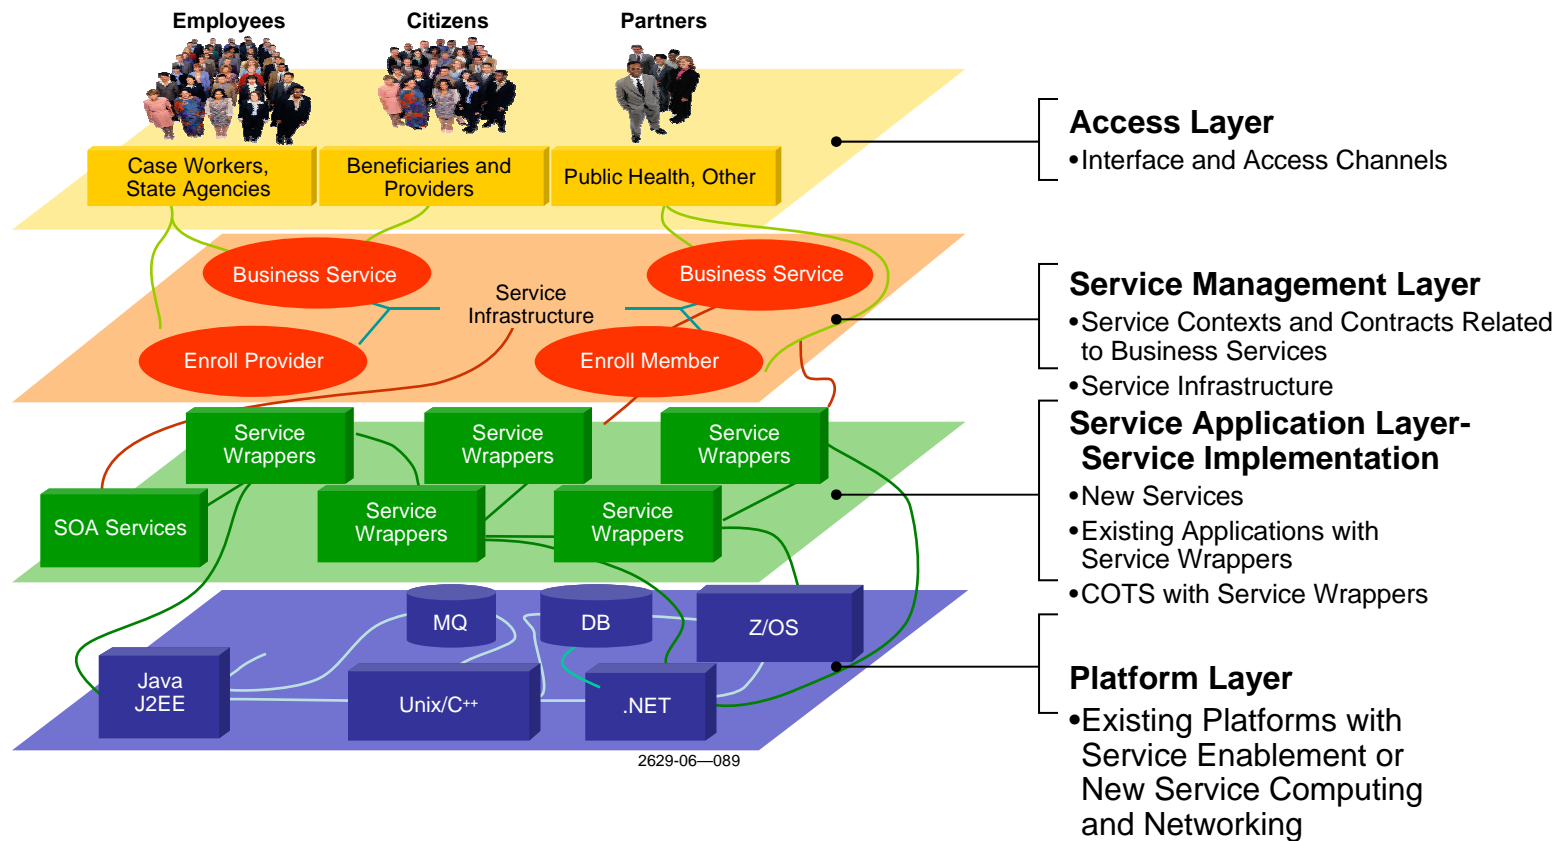 Employees
Citizens
Partners
Case Workers,
State Agencies
Beneficiaries and
Providers
Public Health, Other
Access Layer
•Interface and Access Channels
Business Service
Business Service
Service
Infrastructure
Enroll Provider
Enroll Member
Service Management Layer
•Service Contexts and Contracts Related
to Business Services
•Service Infrastructure
Service
Wrappers
Service
Wrappers
Service
Wrappers
SOA Services
Service
Wrappers
Service
Wrappers
Service Application Layer-
Service Implementation
•New Services
•Existing Applications with
Service Wrappers
•COTS with Service Wrappers
MQ
DB
Z/OS
Java
J2EE
Unix/C++
.NET
2629-06—089
Platform Layer
•Existing Platforms with
Service Enablement or
New Service Computing
and Networking